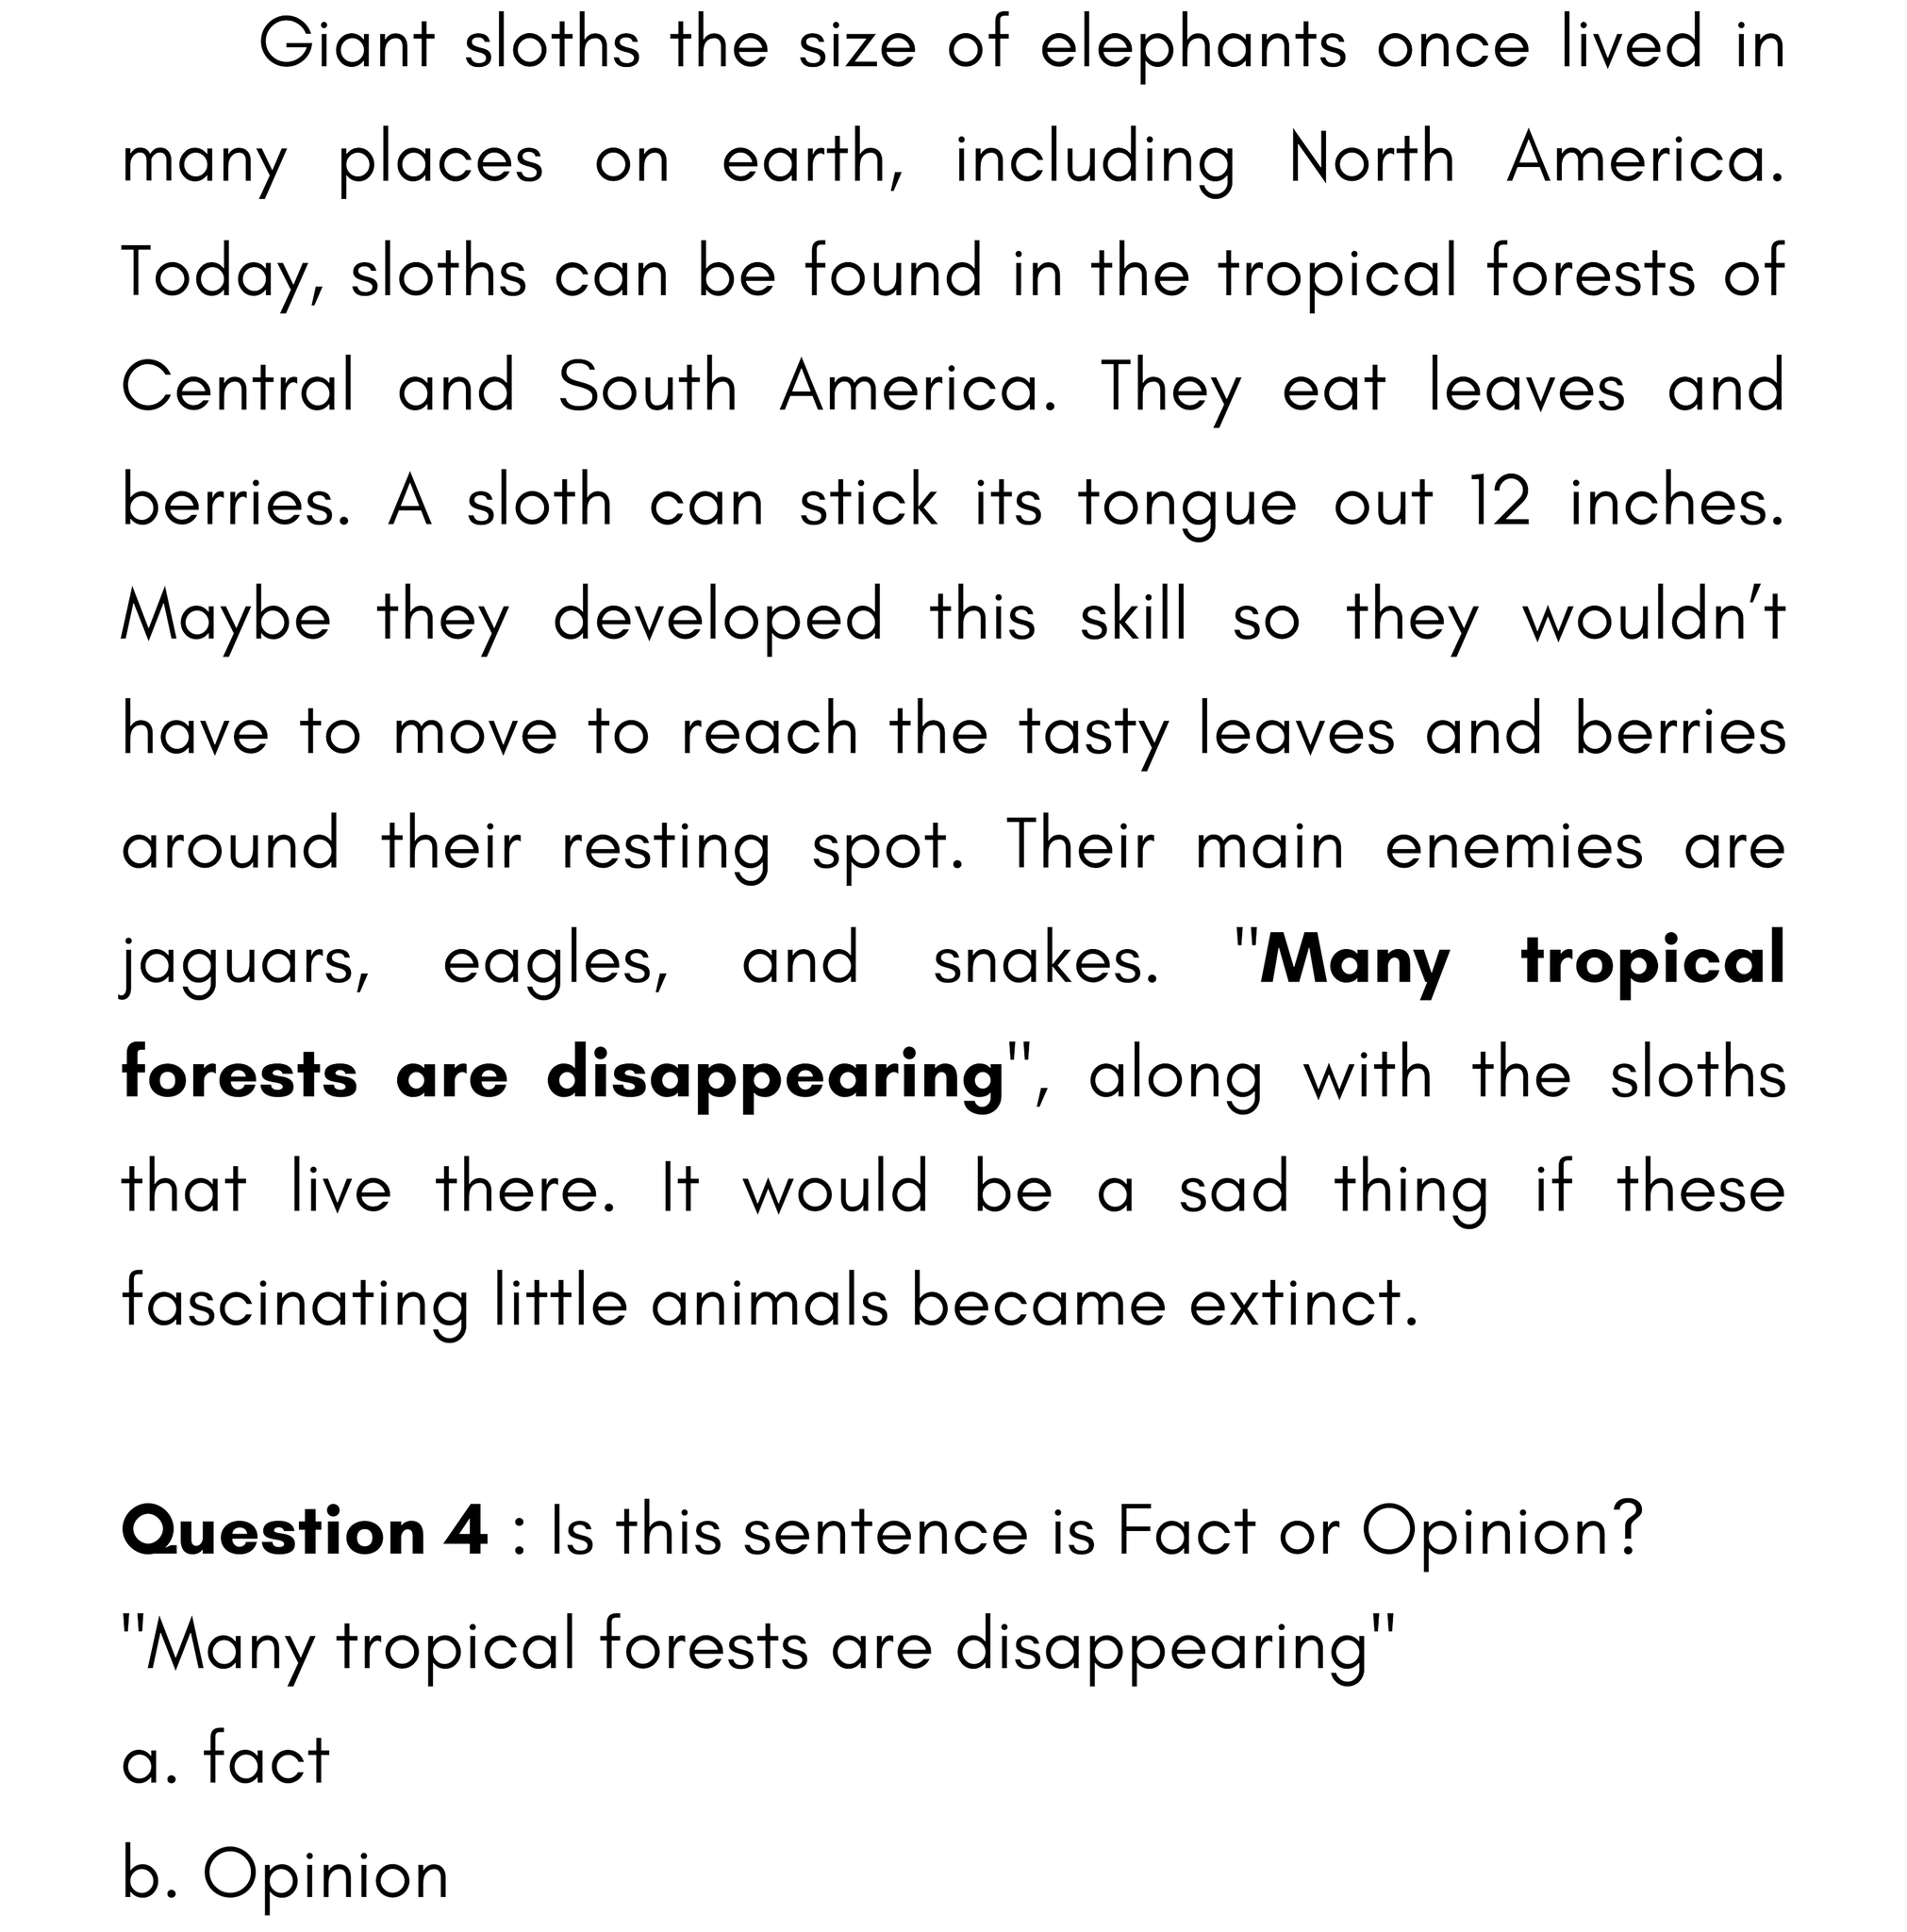 Giant sloths the size of elephants once lived in
many places on earth, including North America.
Today, sloths can be found in the tropical forests of
Central and South America. They eat leaves and
berries. A sloth can stick its tongue out 12 inches.
Maybe they developed this skill so they wouldn't
have to move to reach the tasty leaves and berries
around their resting spot. Their main enemies are
jaguars, eagles, and snakes. "Many tropical
forests are disappearing", along with the sloths
that live there. It would be a sad thing if these
fascinating little animals became extinct.
Question 4 : Is this sentence is Fact or Opinion?
"Many tropical forests are disappearing"
a. fact
b. Opinion